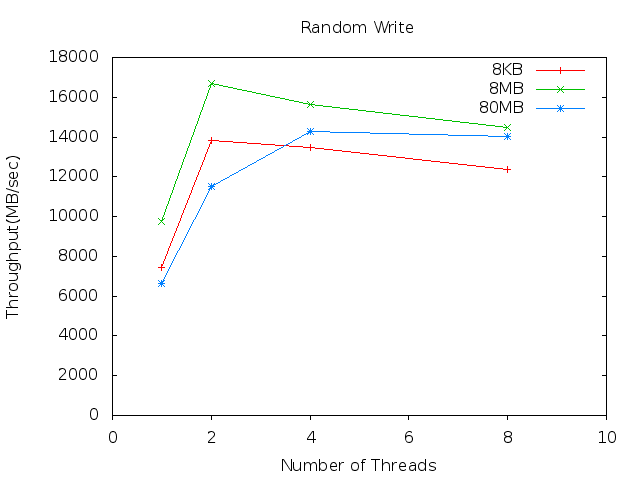 Random Write
18000
16000
14000
12000
10000
8000
6000
4000
2000
0
8KB
8MB
80MB
Throughput(MB/sec)
0 2 4 6 8 10
Number of Threads